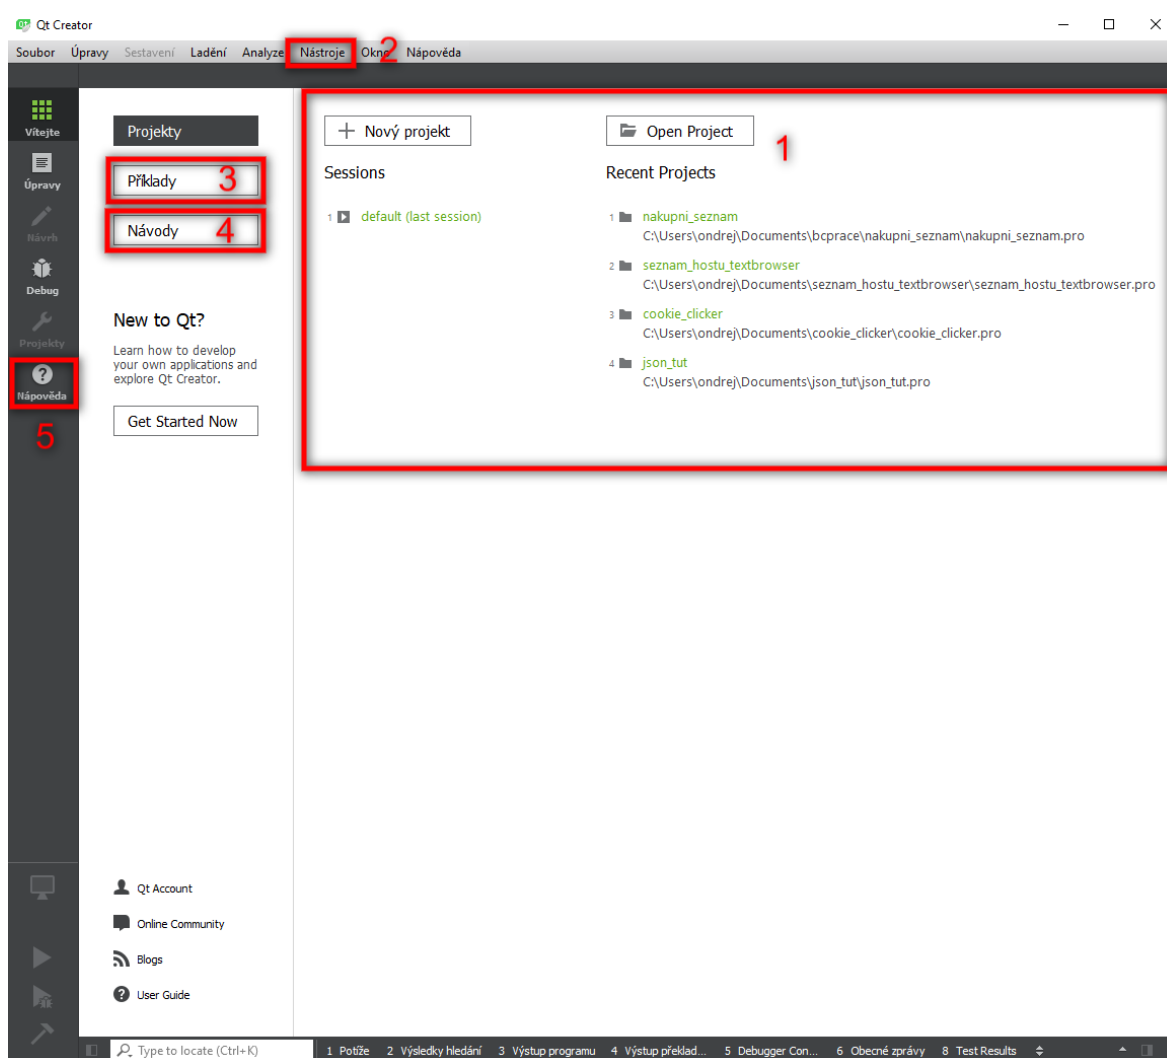 Qt Creator
Soubor Úpravy Sestavení Ladění Analyze Nástroje Okno Nápověda
2
Vítejte
Úpravy
Návrh
Debug
Projekty
Nápověda
5
Projekty
Příklady 3
Návody 4
New to Qt?
Learn how to develop
your own applications and
explore Qt Creator.
Get Started Now
Nový projekt
Open Project
1
Sessions
1 default (last session)
Recent Projects
1 nakupni_seznam
C:\Users\ondrej\Documents\bcprace\nakupni_seznam\nakupni_seznam.pro
2 seznam_hostu_textbrowser
C:\Users\ondrej\Documents\seznam_hostu_textbrowser\seznam_hostu_textbrowser.pro
3 cookie_clicker
C:\Users\ondrej\Documents\cookie_clicker\cookie_clicker.pro
4 json_tut
C:\Users\ondrej\Documents\json_tut\json_tut.pro
Qt Account
Online Community
Blogs
User Guide
Type to locate (Ctrl+K) 1 Potíže 2 Výsledky hledání 3 Výstup programu 4 Výstup překlad... 5 Debugger Con... 6 Obecné zprávy 8 Test Results